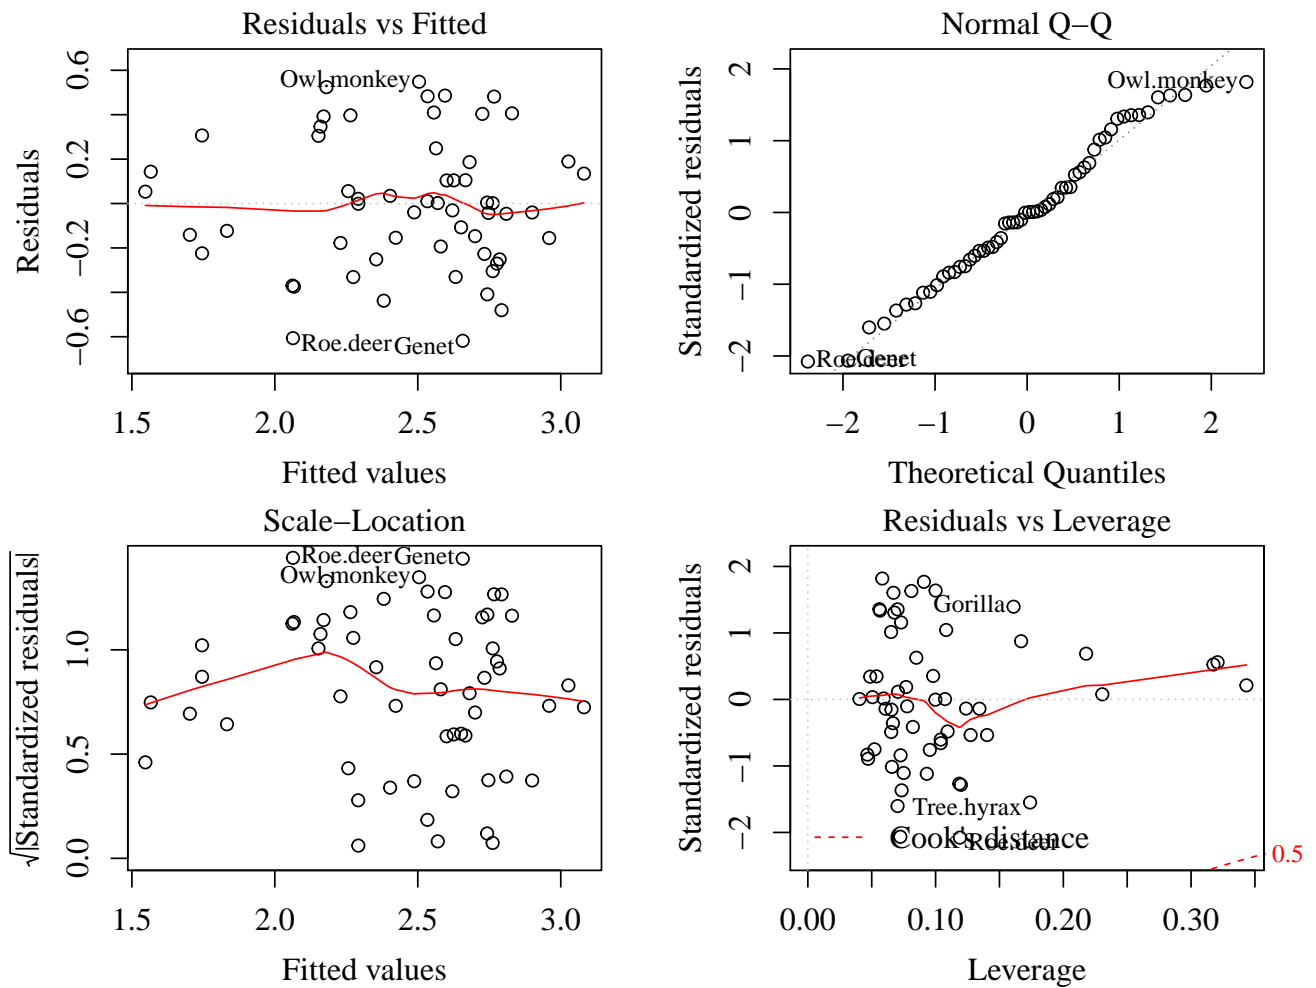 Residuals vs Fitted
Residuals
0.6
0.2
−0.2
−0.6
Owl.monkey
Roe.deer
Genet
1.5 2.0 2.5 3.0
Fitted values
Normal Q−Q
Standardized residuals
2
1
0
−1
−2
Owl.monkey
Roe.deer
Genet
−2 −1 0 1 2
Theoretical Quantiles
Scale−Location
√|Standardized residuals|
1.0
0.5
0.0
Roe.deer
Genet
Owl.monkey
1.5 2.0 2.5 3.0
Fitted values
Residuals vs Leverage
Standardized residuals
2
1
0
−1
−2
Gorilla
Tree.hyrax
Cook's distance
Roe.deer
0.5
0.00 0.10 0.20 0.30
Leverage